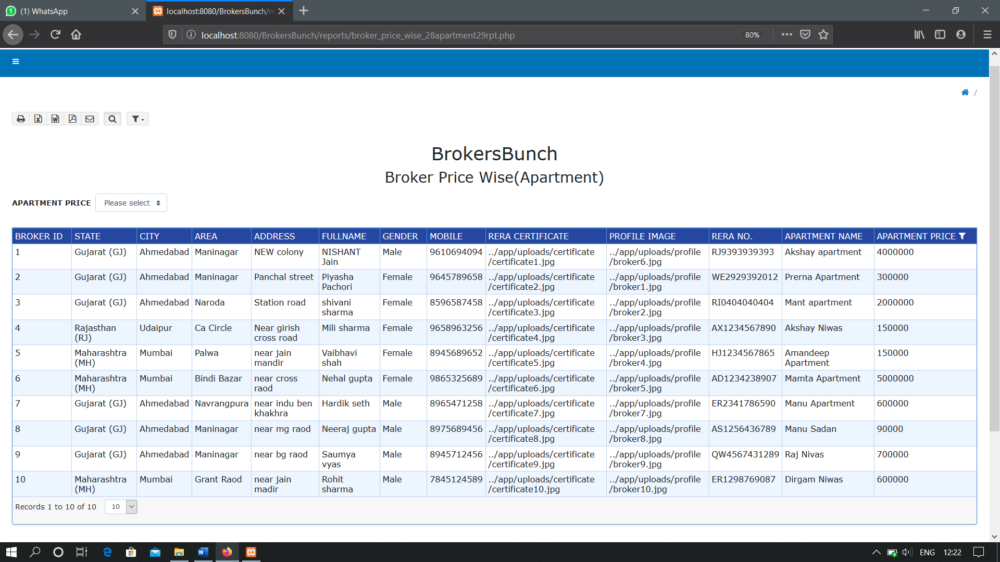 (1) WhatsApp
localhost:8080/BrokersBunch/re
localhost:8080/BrokersBunch/reports/broker_price_wise_28apartment29rpt.php
80%
/
BrokersBunch
Broker Price Wise(Apartment)
APARTMENT PRICE Please select
BROKER ID STATE CITY AREA ADDRESS FULLNAME GENDER MOBILE RERA CERTIFICATE PROFILE IMAGE RERA NO. APARTMENT NAME APARTMENT PRICE
1 Gujarat (GJ) Ahmedabad Maninagar NEW colony NISHANT Male 9610694094 ../app/uploads/certificate ../app/uploads/profile RJ9393939393 Akshay apartment 4000000
Jain /certificate1.jpg /broker6.jpg
2 Gujarat (GJ) Ahmedabad Maninagar Panchal street Piyasha Female 9645789658 ../app/uploads/certificate ../app/uploads/profile WE2929392012 Prerna Apartment 300000
Pachori /certificate2.jpg /broker1.jpg
3 Gujarat (GJ) Ahmedabad Naroda Station road shivani Female 8596587458 ../app/uploads/certificate ../app/uploads/profile RI0404040404 Mant apartment 2000000
sharma /certificate3.jpg /broker2.jpg
4 Rajasthan Udaipur Ca Circle Near girish Mili sharma Female 9658963256 ../app/uploads/certificate ../app/uploads/profile AX1234567890 Akshay Niwas 150000
(RJ) cross road /certificate4.jpg /broker3.jpg
5 Maharashtra Mumbai Palwa near jain Vaibhavi Female 8945689652 ../app/uploads/certificate ../app/uploads/profile HJ1234567865 Amandeep 150000
(MH) mandir shah /certificate5.jpg /broker4.jpg Apartment
6 Maharashtra Mumbai Bindi Bazar near cross Nehal gupta Female 9865325689 ../app/uploads/certificate ../app/uploads/profile AD1234238907 Mamta Apartment 5000000
(MH) raod /certificate6.jpg /broker5.jpg
7 Gujarat (GJ) Ahmedabad Navrangpura near indu ben Hardik seth Male 8965471258 ../app/uploads/certificate ../app/uploads/profile ER2341786590 Manu Apartment 600000
khakhra /certificate7.jpg /broker7.jpg
8 Gujarat (GJ) Ahmedabad Maninagar near mg raod Neeraj gupta Male 8975689456 ../app/uploads/certificate ../app/uploads/profile AS1256436789 Manu Sadan 90000
/certificate8.jpg /broker8.jpg
9 Gujarat (GJ) Ahmedabad Maninagar near bg raod Saumya Male 8945712456 ../app/uploads/certificate ../app/uploads/profile QW4567431289 Raj Nivas 700000
vyas /certificate9.jpg /broker9.jpg
10 Maharashtra Mumbai Grant Raod near jain Rohit Male 7845124589 ../app/uploads/certificate ../app/uploads/profile ER1298769087 Dirgam Niwas 600000
(MH) madir sharma /certificate10.jpg /broker10.jpg
Records 1 to 10 of 10 10
ENG 12:22